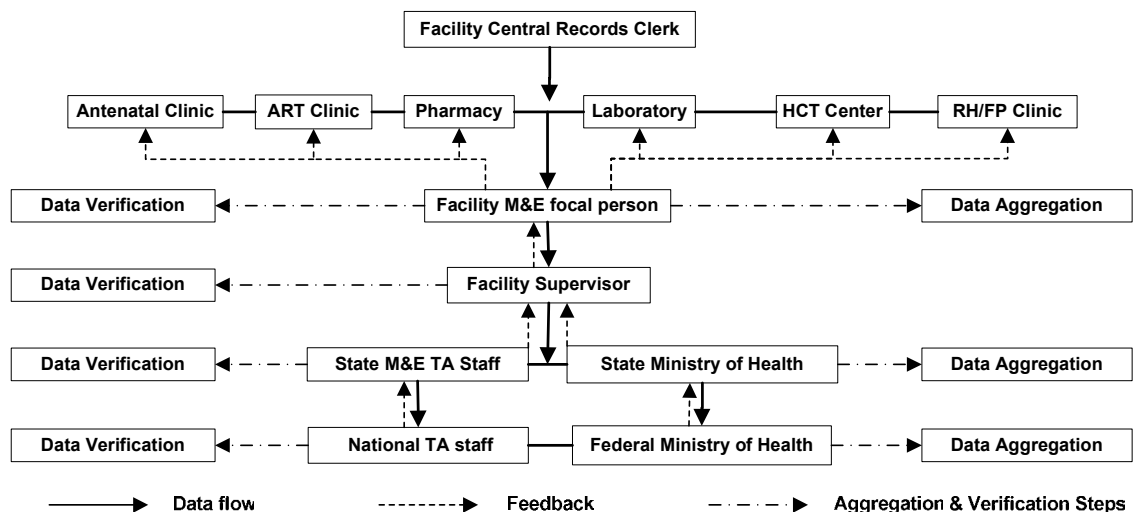 Facility Central Records Clerk
Antenatal Clinic
ART Clinic
Pharmacy
Laboratory
HCT Center
RH/FP Clinic
Data Verification
Facility M&E focal person
Data Aggregation
Data Verification
Facility Supervisor
Data Verification
State M&E TA Staff
State Ministry of Health
Data Aggregation
Data Verification
National TA staff
Federal Ministry of Health
Data Aggregation
Data flow
Feedback
Aggregation & Verification Steps